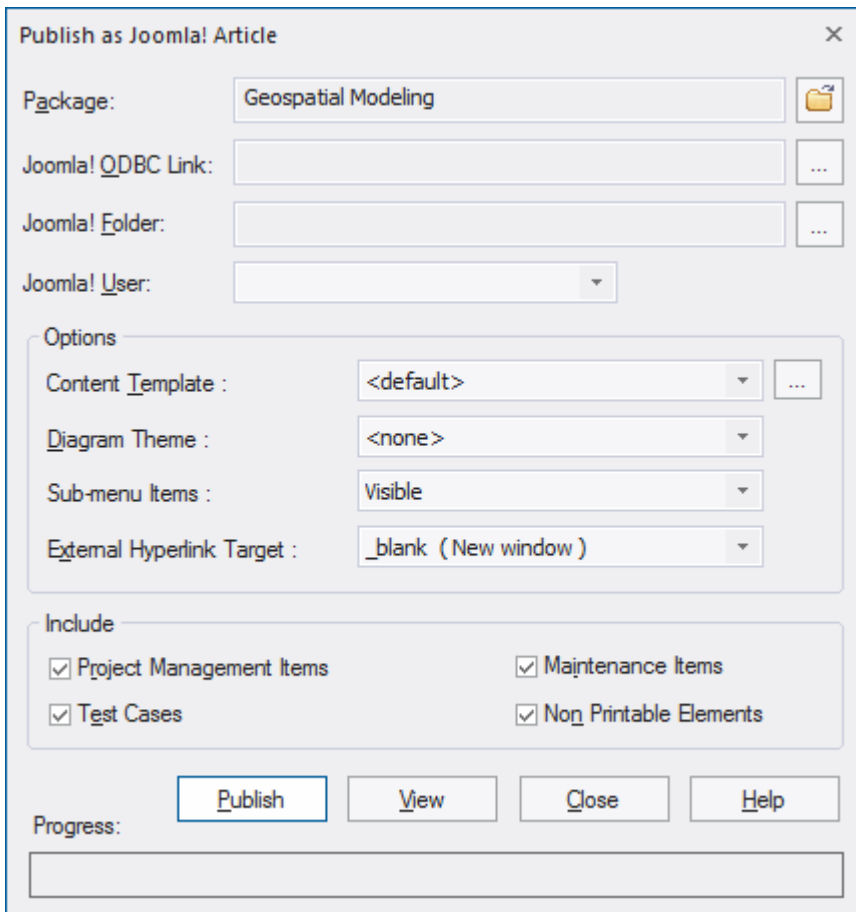 Publish as Joomla! Article
Package: Geospatial Modeling
Joomla! ODBC Link: ...
Joomla! Folder: ...
Joomla! User:
Options
Content Template : <default> ...
Diagram Theme : <none>
Sub-menu Items : Visible
External Hyperlink Target : _blank ( New window )
Include
Project Management Items Maintenance Items
Test Cases Non Printable Elements
Publish View Close Help
Progress: